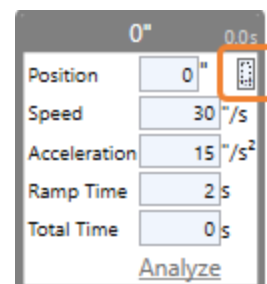 0" 0.0s
Position 0 "
Speed 30 "/s
Acceleration 15 "/s²
Ramp Time 2 s
Total Time 0 s
Analyze